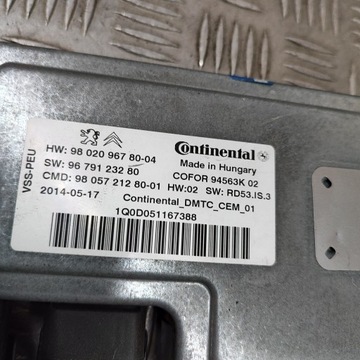 Continental
Made in Hungary
VSS-PEU
HW: 98 020 967 80-04
COFOR 94563K 02
SW: 96 791 232 80
CMD: 98 057 212 80-01
HW:02 SW: RD53.IS.3
2014-05-17
Continental_DMTC_CEM_01
1Q0D051167388